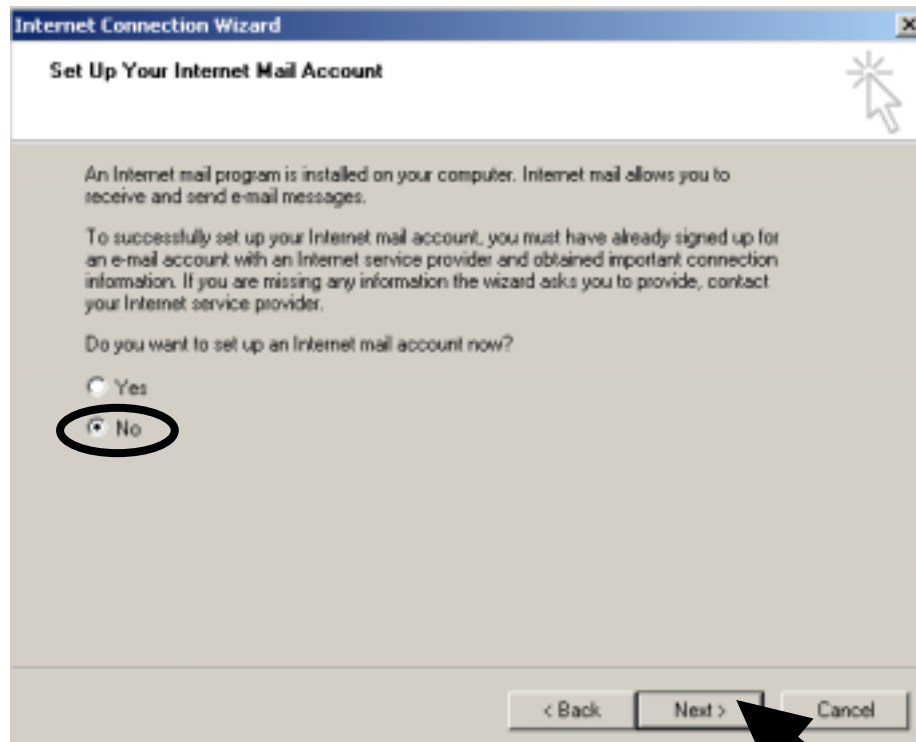 Internet Connection Wizard
Set Up Your Internet Mail Account
An Internet mail program is installed on your computer. Internet mail allows you to
receive and send e-mail messages.
To successfully set up your Internet mail account, you must have already signed up for
an e-mail account with an Internet service provider and obtained important connection
information. If you are missing any information the wizard asks you to provide, contact
your Internet service provider.
Do you want to set up an Internet mail account now?
Yes
No
< Back Next > Cancel